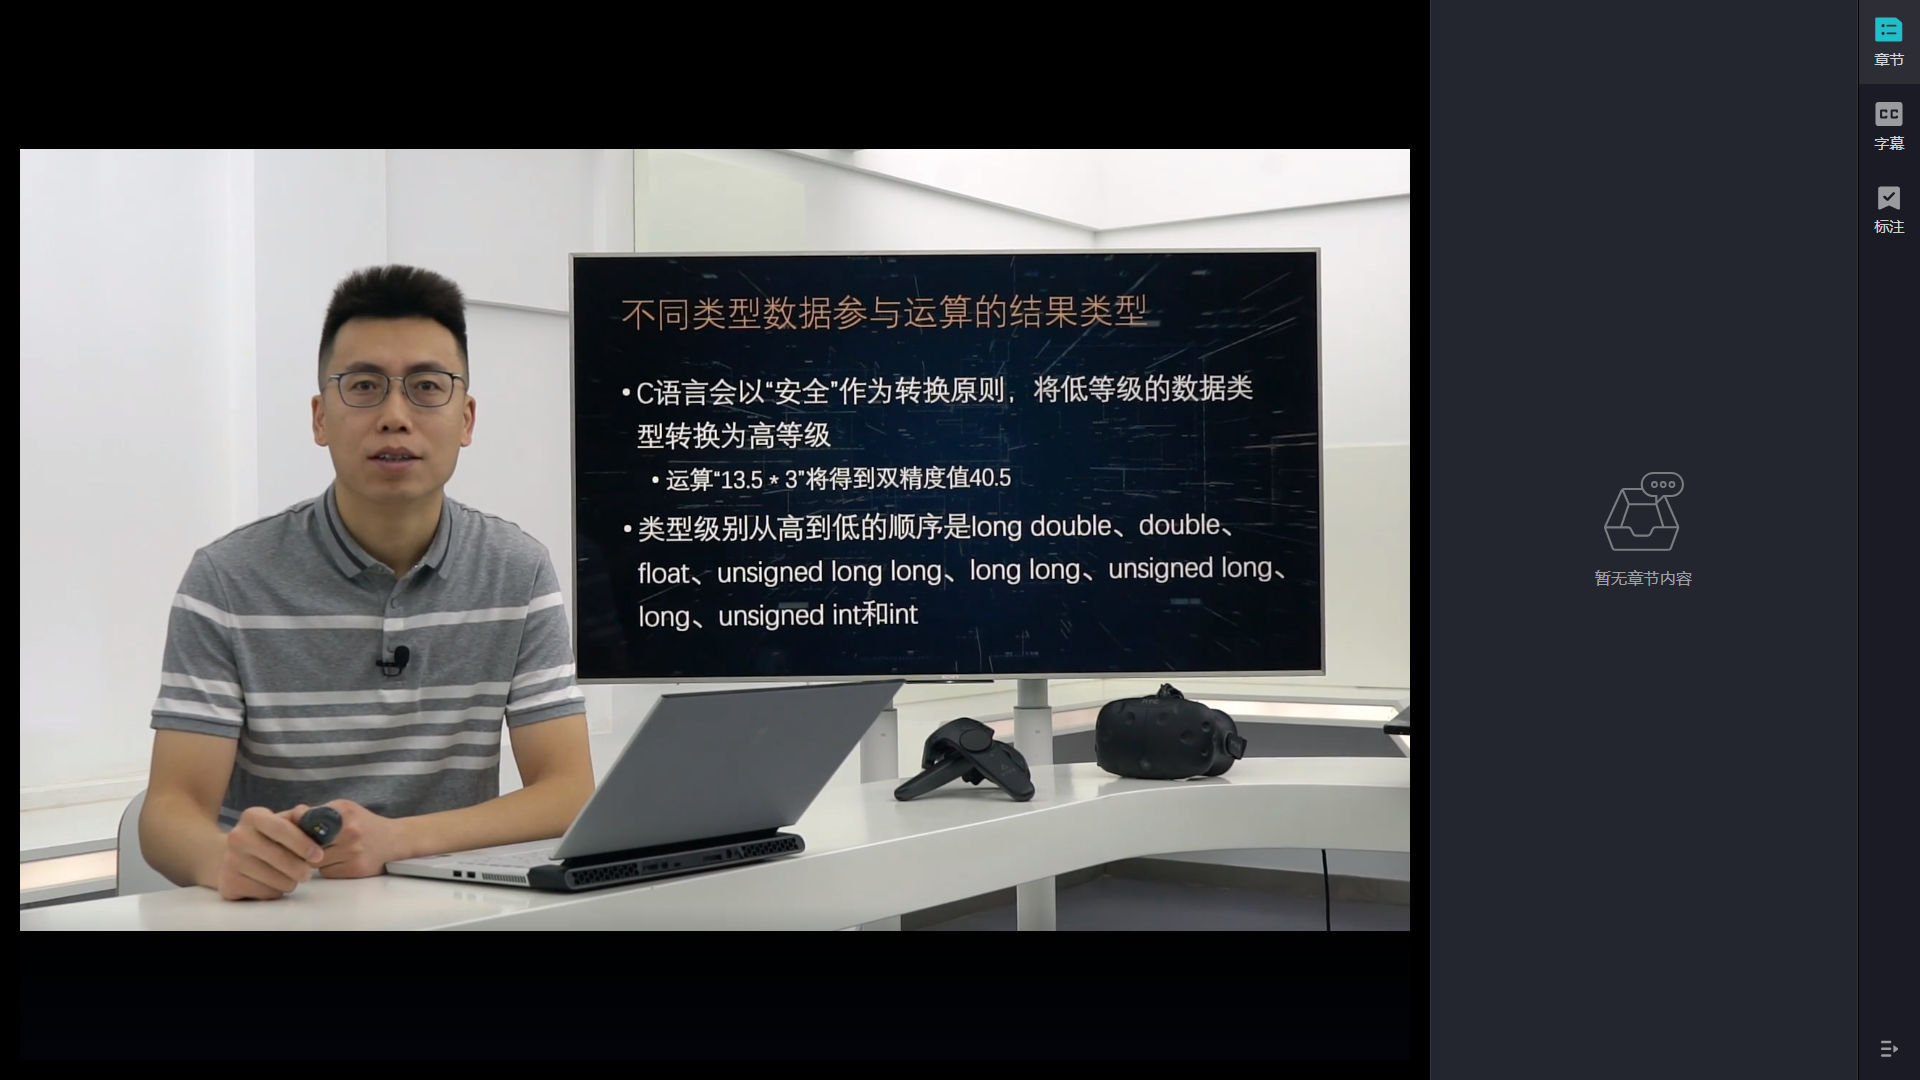 不同类型数据参与运算的结果类型
• C语言会以“安全”作为转换原则，将低等级的数据类
型转换为高等级
• 运算“13.5 * 3”将得到双精度值40.5
• 类型级别从高到低的顺序是long double、double、
float、unsigned long long、long long、unsigned long、
long、unsigned int和int
暂无章节内容
章节
CC
字幕
标注